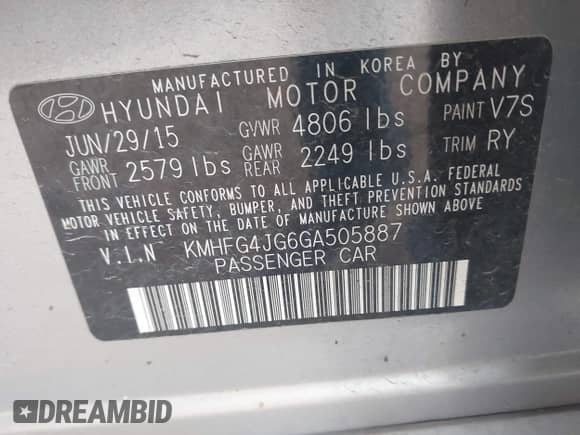 MANUFACTURED IN KOREA BY
HYUNDAI MOTOR COMPANY
JUN/29/15 GVWR 4806 lbs PAINT V7S
GAWR FRONT 2579 lbs GAWR REAR 2249 lbs TRIM RY
THIS VEHICLE CONFORMS TO ALL APPLICABLE U.S.A. FEDERAL
MOTOR VEHICLE SAFETY, BUMPER, AND THEFT PREVENTION STANDARDS
IN EFFECT ON THE DATE OF MANUFACTURE SHOWN ABOVE.
V.I.N KMHFG4JG6GA505887
PASSENGER CAR
DREAMBID